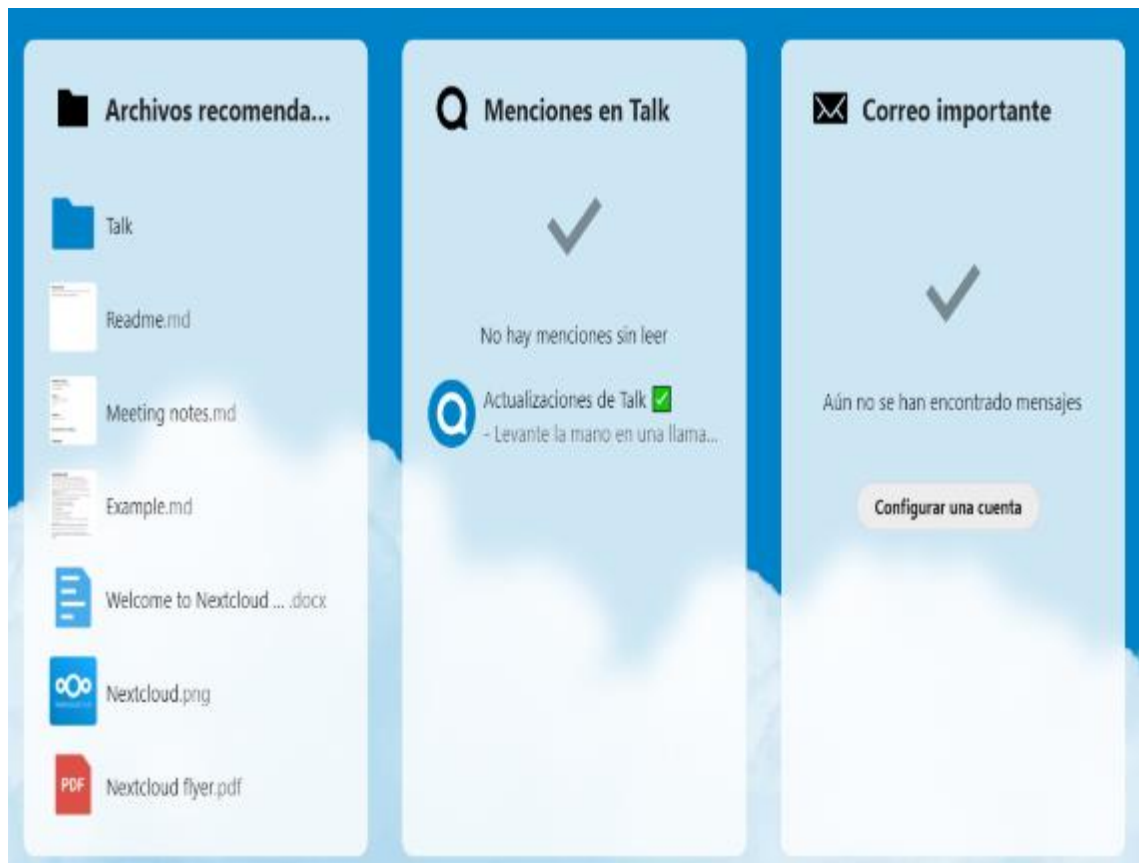 Archivos recomenda...
Talk
Readme.md
Meeting notes.md
Example.md
Welcome to Nextcloud ... .docx
Nextcloud.png
PDF
Nextcloud flyer.pdf
Menciones en Talk
No hay menciones sin leer
Actualizaciones de Talk ✅
- Levante la mano en una llama...
Correo importante
Aún no se han encontrado mensajes
Configurar una cuenta